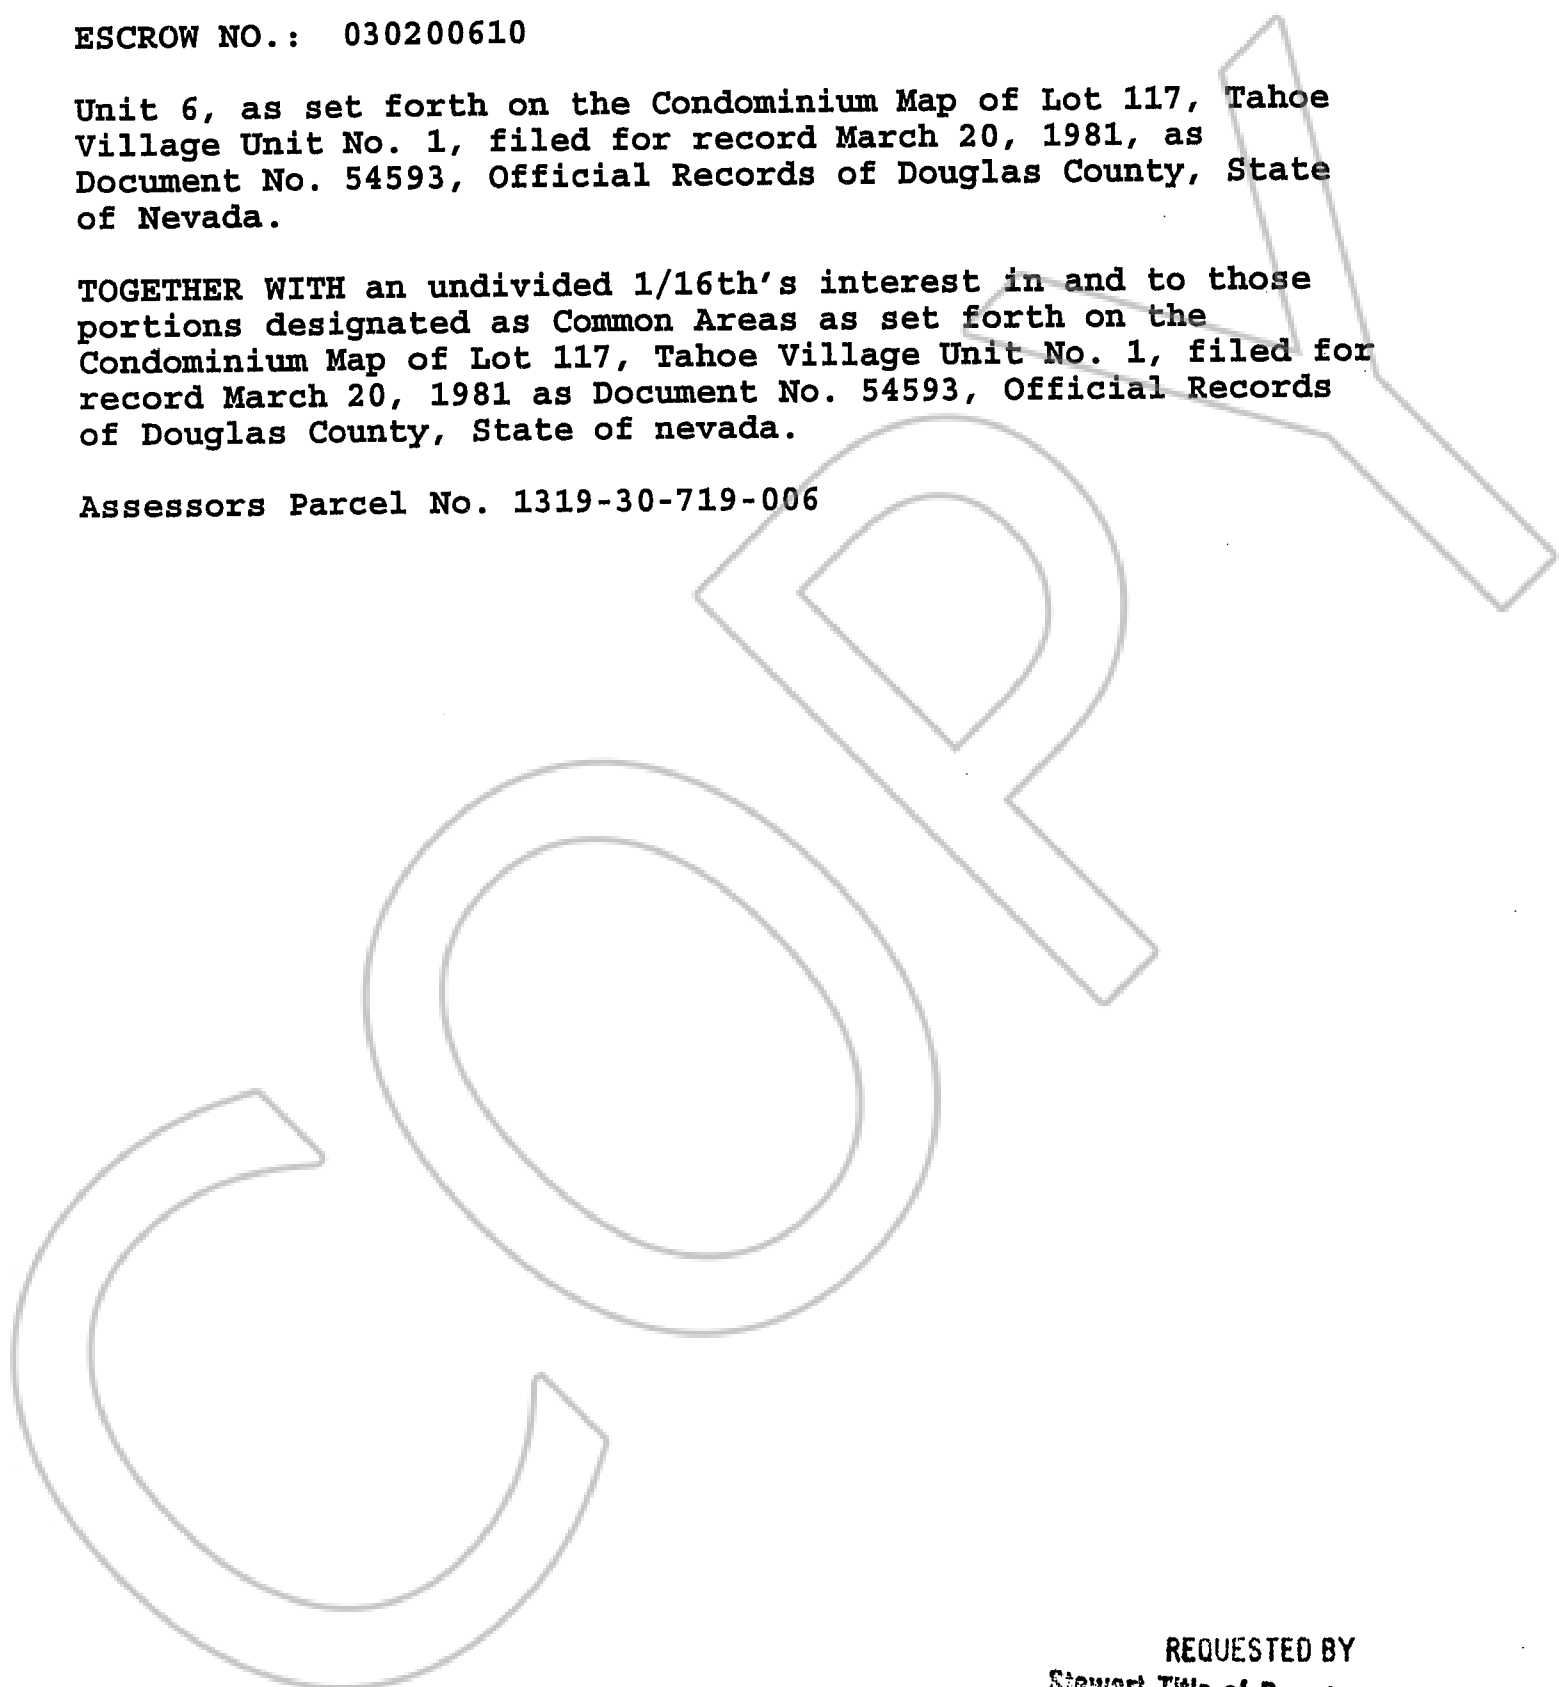 ESCROW NO.: 030200610
Unit 6, as set forth on the Condominium Map of Lot 117, Tahoe
Village Unit No. 1, filed for record March 20, 1981, as
Document No. 54593, Official Records of Douglas County, State
of Nevada.
TOGETHER WITH an undivided 1/16th's interest in and to those
portions designated as Common Areas as set forth on the
Condominium Map of Lot 117, Tahoe Village Unit No. 1, filed for
record March 20, 1981 as Document No. 54593, Official Records
of Douglas County, State of nevada.
Assessors Parcel No. 1319-30-719-006
COPY
REQUESTED BY
Stewart Title of